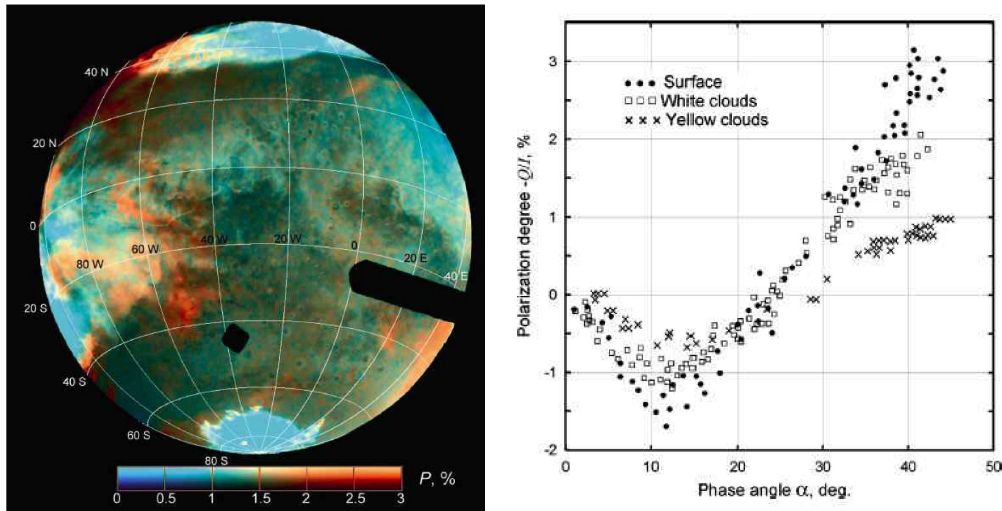 40 N
20 N
0
20 S
40 S
60 S
80 S
80 W
60 W
40 W
20 W
0
20 E
40 E
P, %
0 0.5 1 1.5 2 2.5 3
Polarization degree -Q/I, %
3
2
1
0
-1
-2
Surface
White clouds
Yellow clouds
0 10 20 30 40 50
Phase angle α, deg.